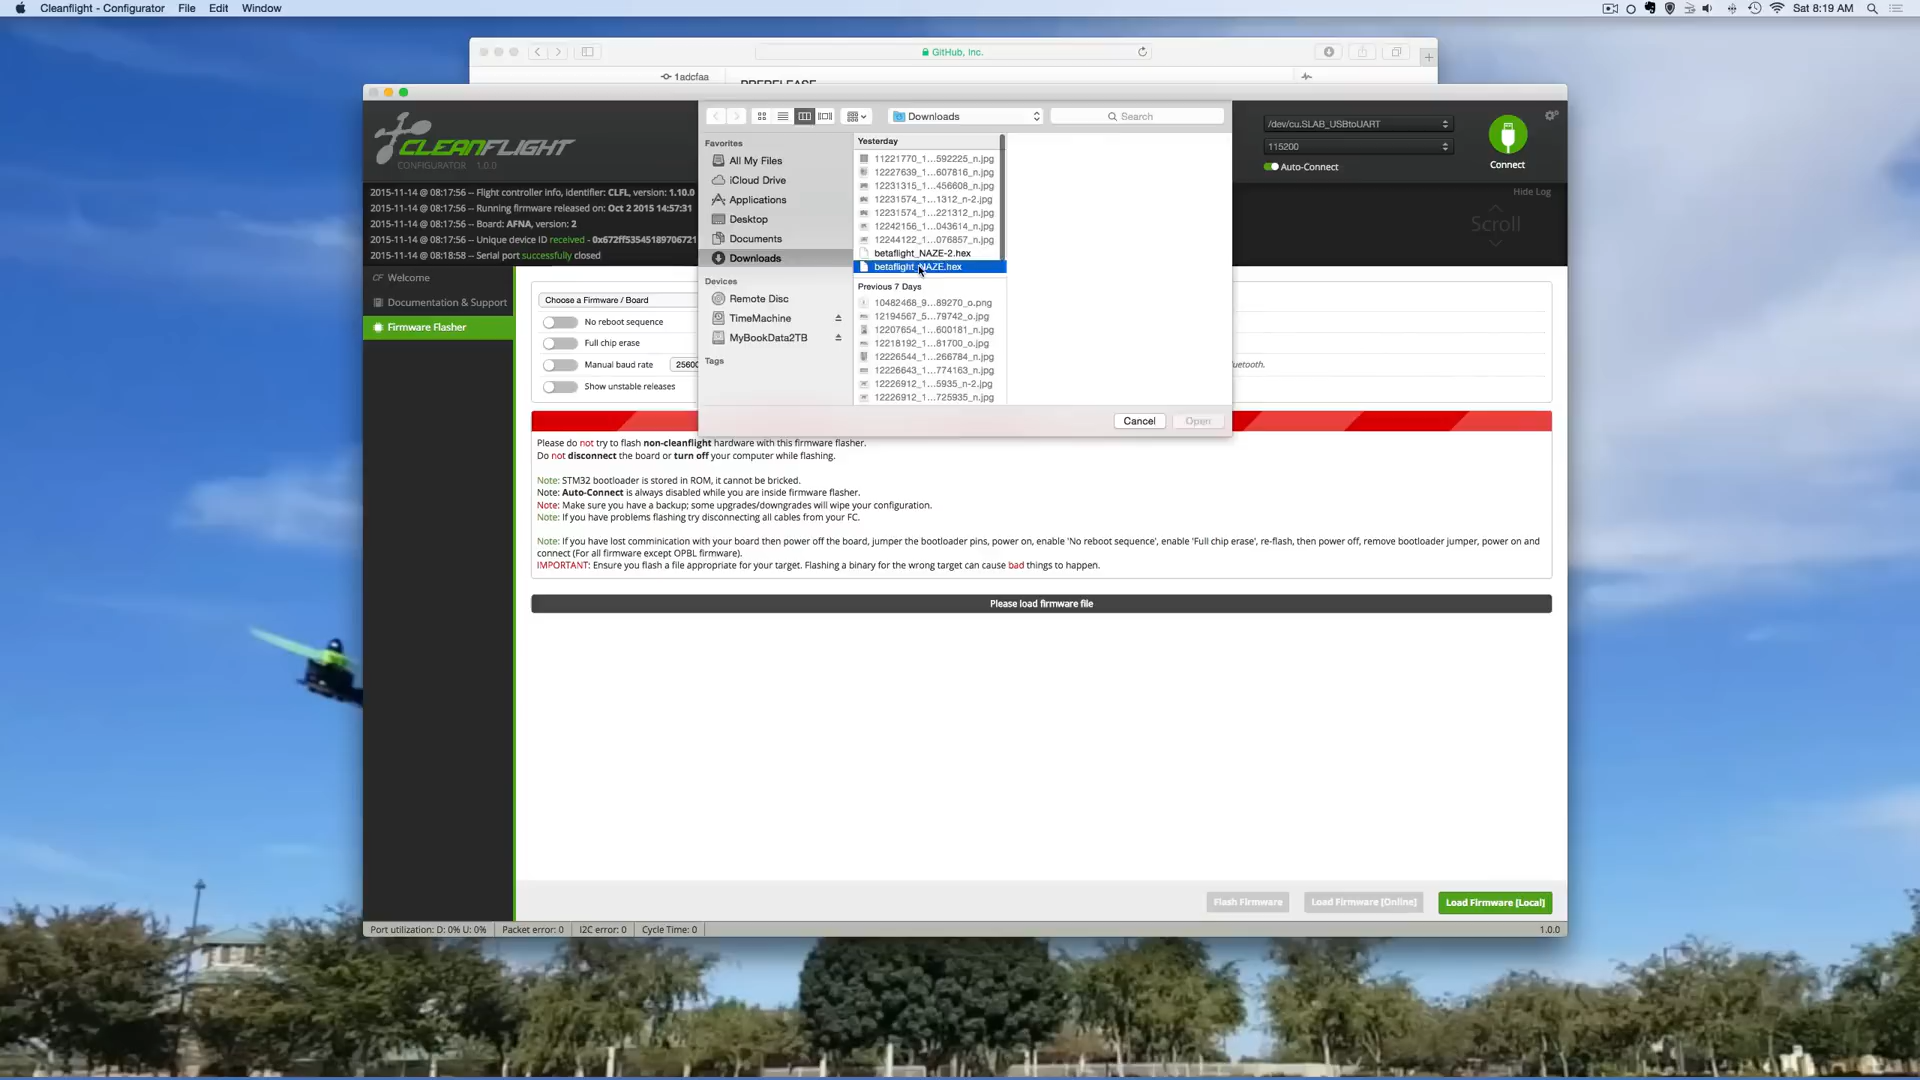 Cleanflight - Configurator File Edit Window
Sat 8:19 AM
GitHub, Inc.
1adcfaa
CLEANFLIGHT
CONFIGURATOR 1.0.0
Downloads
Search
/dev/cu.SLAB_USBtoUART
115200
Auto-Connect
Connect
2015-11-14 @ 08:17:56 -- Flight controller info, identifier: CLFL, version: 1.10.0
2015-11-14 @ 08:17:56 -- Running firmware released on: Oct 2 2015 14:57:31
2015-11-14 @ 08:17:56 -- Board: AFNA, version: 2
2015-11-14 @ 08:17:56 -- Unique device ID received - 0x672ff53545189706721
2015-11-14 @ 08:18:58 -- Serial port successfully closed
Hide Log
Scroll
Favorites
All My Files
iCloud Drive
Applications
Desktop
Documents
Downloads
Devices
Remote Disc
TimeMachine
MyBookData2TB
Tags
Yesterday
11221770_1...592225_n.jpg
12227639_1...607816_n.jpg
12231315_1...456608_n.jpg
12231574_1...1312_n-2.jpg
12231574_1...221312_n.jpg
12242156_1...043614_n.jpg
12244122_1...076857_n.jpg
betaflight_NAZE-2.hex
betaflight_NAZE.hex
Previous 7 Days
10482468_9...89270_o.png
12194567_5...79742_o.jpg
12207654_1...600181_n.jpg
12218192_1...81700_o.jpg
12226544_1...266784_n.jpg
12226643_1...774163_n.jpg
12226912_1...5935_n-2.jpg
12226912_1...725935_n.jpg
Cancel
Open
Welcome
Documentation & Support
Firmware Flasher
Choose a Firmware / Board
No reboot sequence
Full chip erase
Manual baud rate 25600
Show unstable releases
Please do not try to flash non-cleanflight hardware with this firmware flasher.
Do not disconnect the board or turn off your computer while flashing.
Note: STM32 bootloader is stored in ROM, it cannot be bricked.
Note: Auto-Connect is always disabled while you are inside firmware flasher.
Note: Make sure you have a backup; some upgrades/downgrades will wipe your configuration.
Note: If you have problems flashing try disconnecting all cables from your FC.
Note: If you have lost commnication with your board then power off the board, jumper the bootloader pins, power on, enable 'No reboot sequence', enable 'Full chip erase', re-flash, then power off, remove bootloader jumper, power on and
connect (For all firmware except OPBL firmware).
IMPORTANT: Ensure you flash a file appropriate for your target. Flashing a binary for the wrong target can cause bad things to happen.
Please load firmware file
Flash Firmware
Load Firmware [Online]
Load Firmware [Local]
Port utilization: D: 0% U: 0%
Packet error: 0
I2C error: 0
Cycle Time: 0
1.0.0